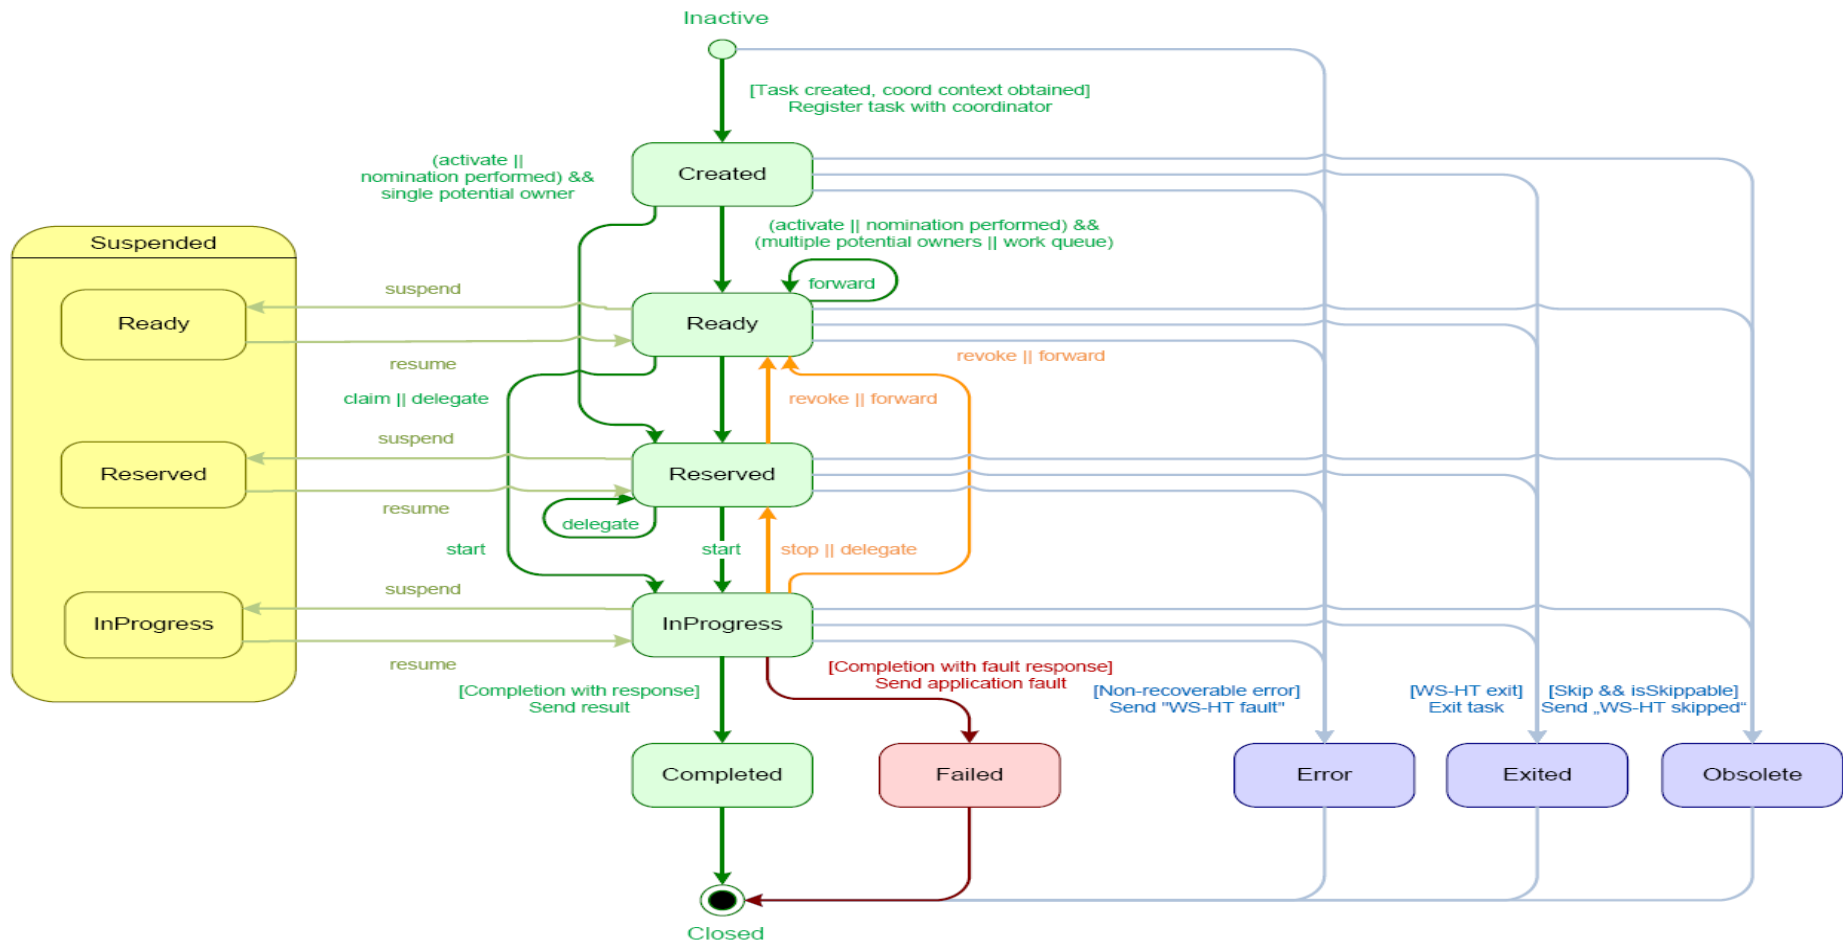 Inactive
[Task created, coord context obtained]
Register task with coordinator
(activate ||
nomination performed) &&
single potential owner
Created
(activate || nomination performed) &&
(multiple potential owners || work queue)
Suspended
forward
suspend
Ready
Ready
resume
revoke || forward
claim || delegate
revoke || forward
suspend
Reserved
Reserved
resume
delegate
start
start
stop || delegate
suspend
InProgress
InProgress
resume
[Completion with response]
Send result
[Completion with fault response]
Send application fault
[Non-recoverable error]
Send "WS-HT fault"
[WS-HT exit]
Exit task
[Skip && isSkippable]
Send „WS-HT skipped“
Completed
Failed
Error
Exited
Obsolete
Closed